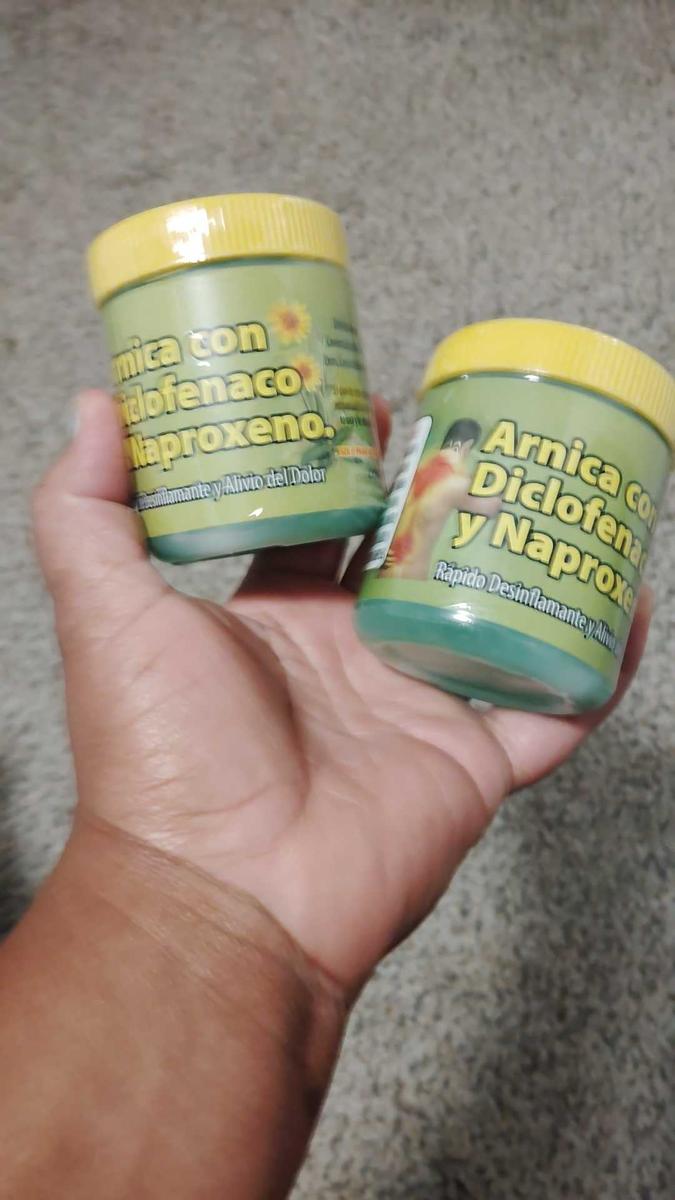 rnica con
iclofenaco
Naproxeno.
Desinflamante y Alivio del Dolor
Arnica con
Diclofena
y Naproxe
Rápido Desinflamante y Alivi